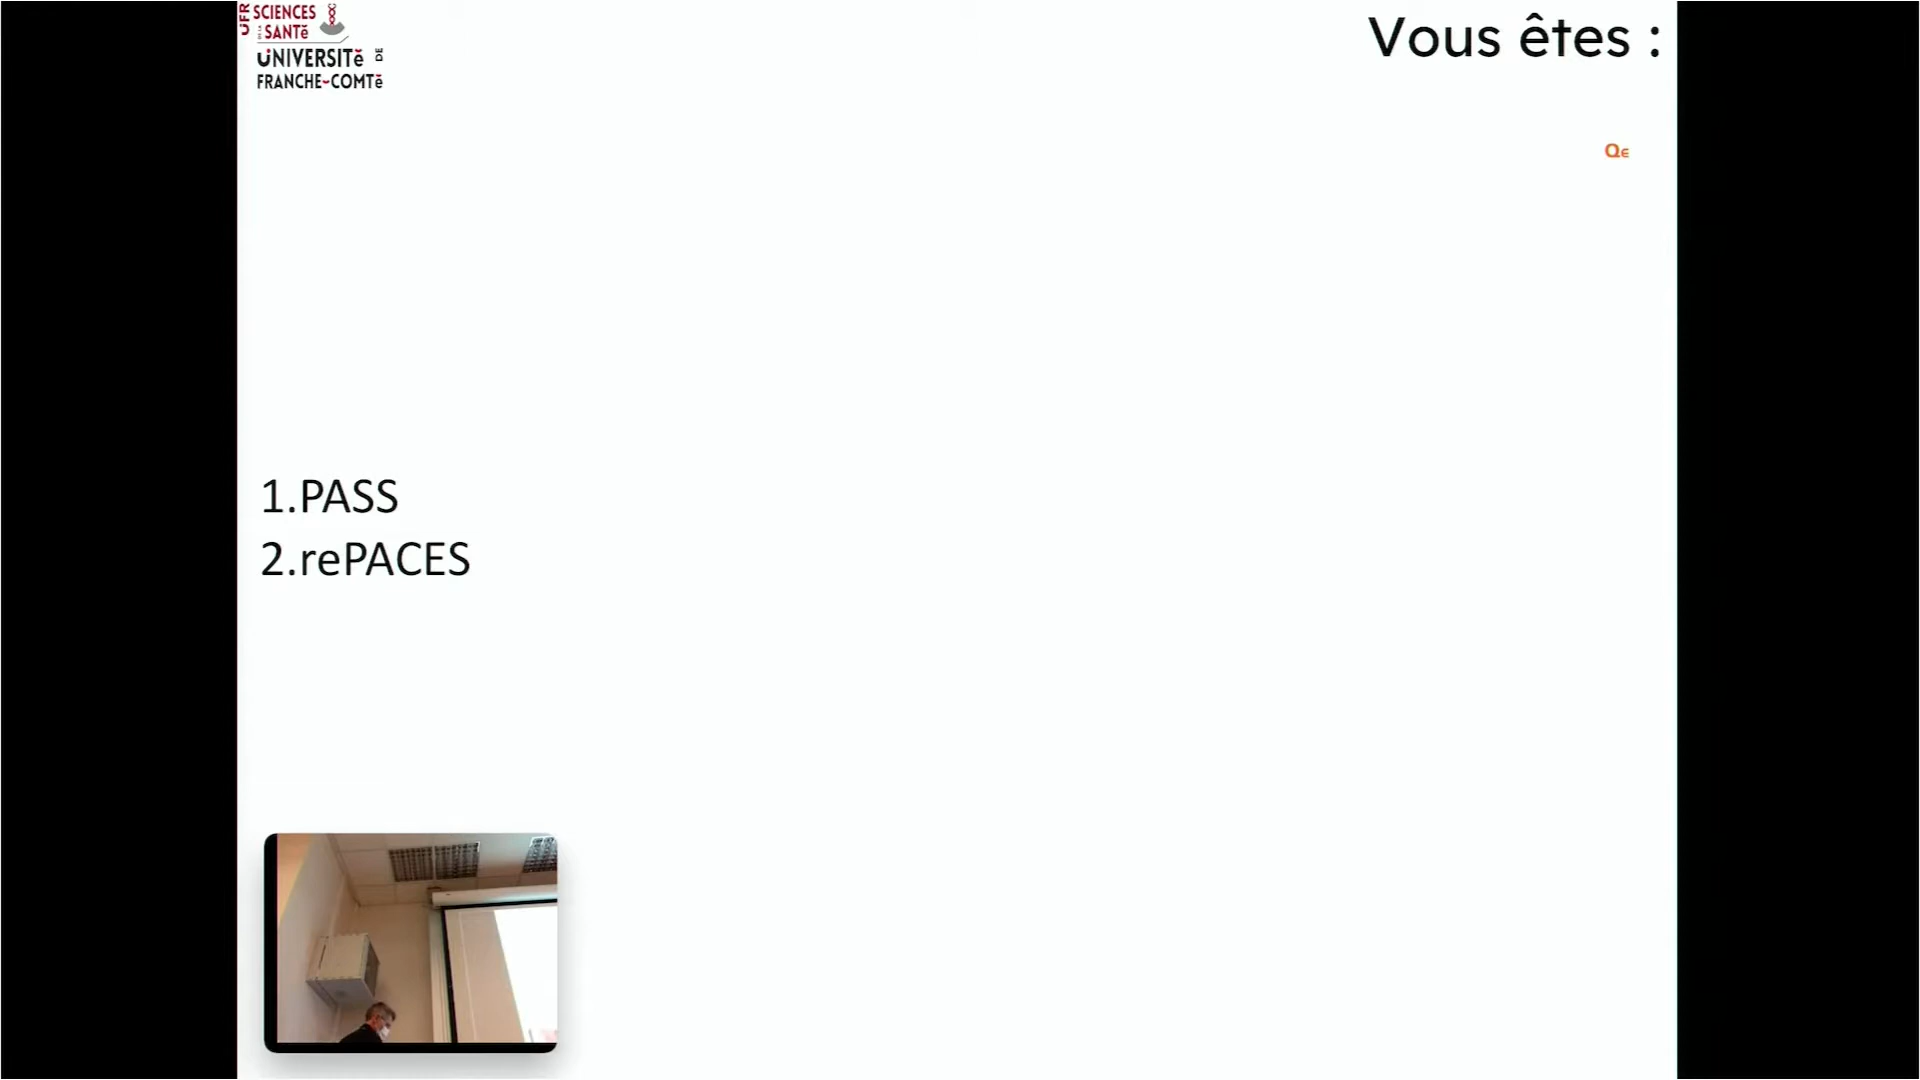 UFR
SCIENCES
SANTÉ
UNIVERSITÉ DE
FRANCHE-COMTÉ
Vous êtes :
1.PASS
2.rePACES